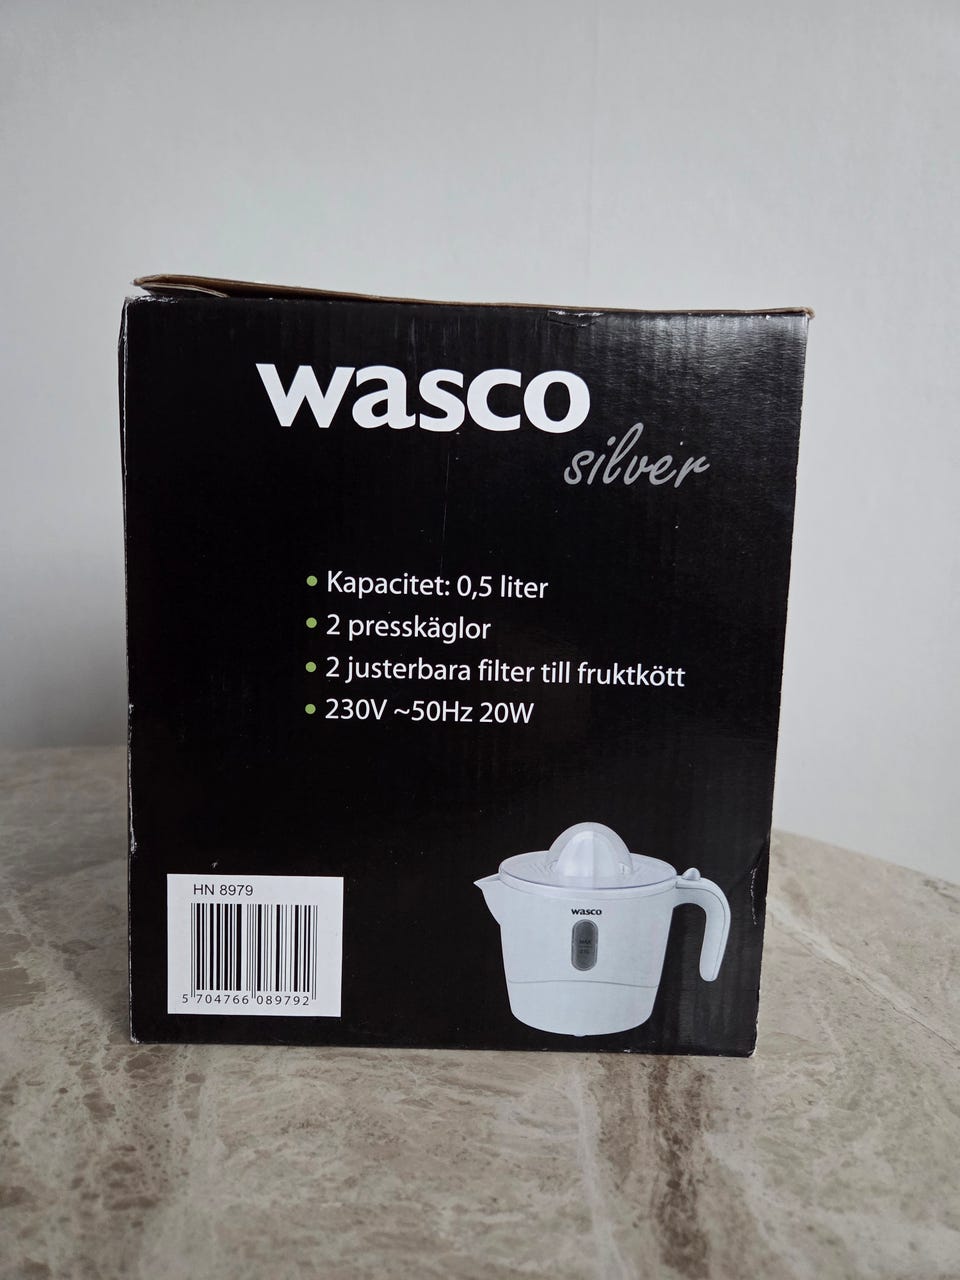 wasco
silver
• Kapacitet: 0,5 liter
• 2 presskäglor
• 2 justerbara filter till fruktkött
• 230V ~50Hz 20W
HN 8979
5 704766 089792
wasco
MAX